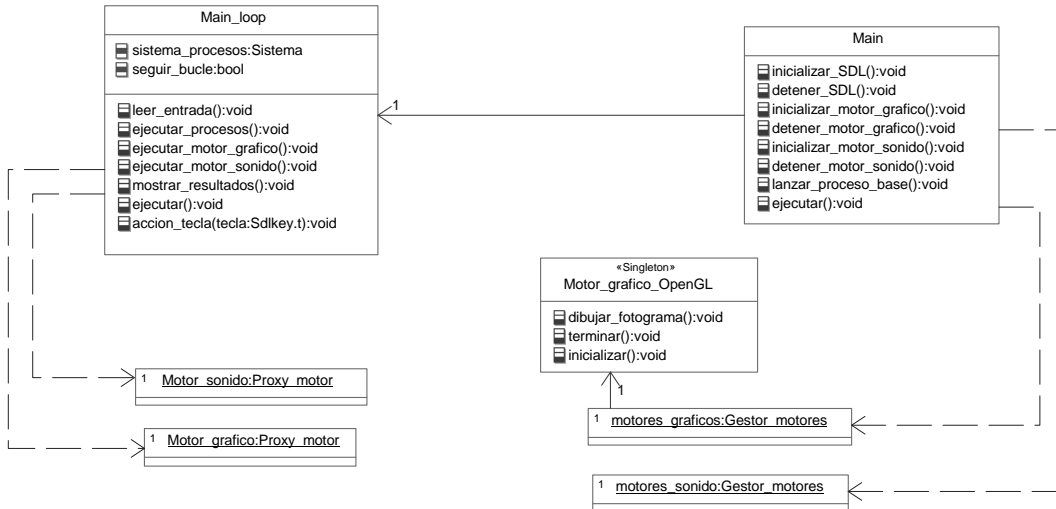 Main_loop
sistema_procesos:Sistema
seguir_bucle:bool
leer_entrada():void
ejecutar_procesos():void
ejecutar_motor_grafico():void
ejecutar_motor_sonido():void
mostrar_resultados():void
ejecutar():void
accion_tecla(tecla:Sdlkey.t):void
1
Main
inicializar_SDL():void
detener_SDL():void
inicializar_motor_grafico():void
detener_motor_grafico():void
inicializar_motor_sonido():void
detener_motor_sonido():void
lanzar_proceso_base():void
ejecutar():void
«Singleton»
Motor_grafico_OpenGL
dibujar_fotograma():void
terminar():void
inicializar():void
1
1 Motor_sonido:Proxy_motor
1 Motor_grafico:Proxy_motor
1 motores_graficos:Gestor_motores
1 motores_sonido:Gestor_motores